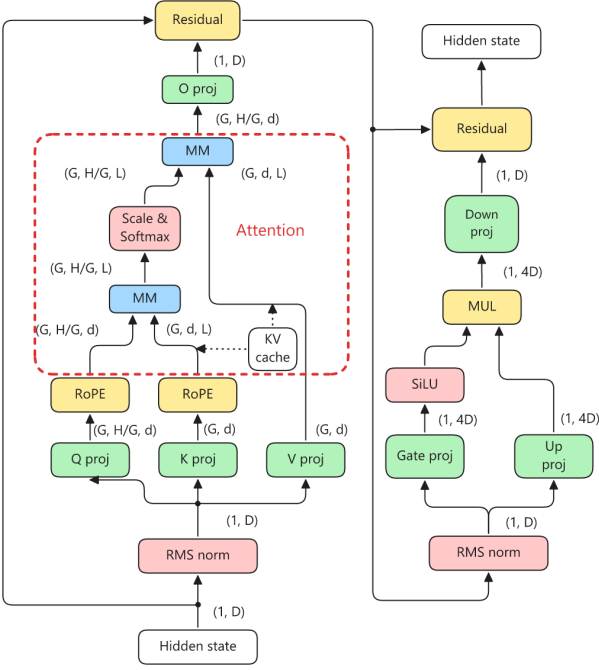 Residual
(1, D)
O proj
(G, H/G, d)
MM
(G, H/G, L)
(G, d, L)
Scale &
Softmax
Attention
(G, H/G, L)
MM
(G, H/G, d)
(G, d, L)
KV
cache
RoPE
RoPE
(G, H/G, d)
(G, d)
(G, d)
Q proj
K proj
V proj
(1, D)
RMS norm
(1, D)
Hidden state
Hidden state
Residual
(1, D)
Down
proj
(1, 4D)
MUL
SiLU
(1, 4D)
(1, 4D)
Gate proj
Up
proj
(1, D)
RMS norm